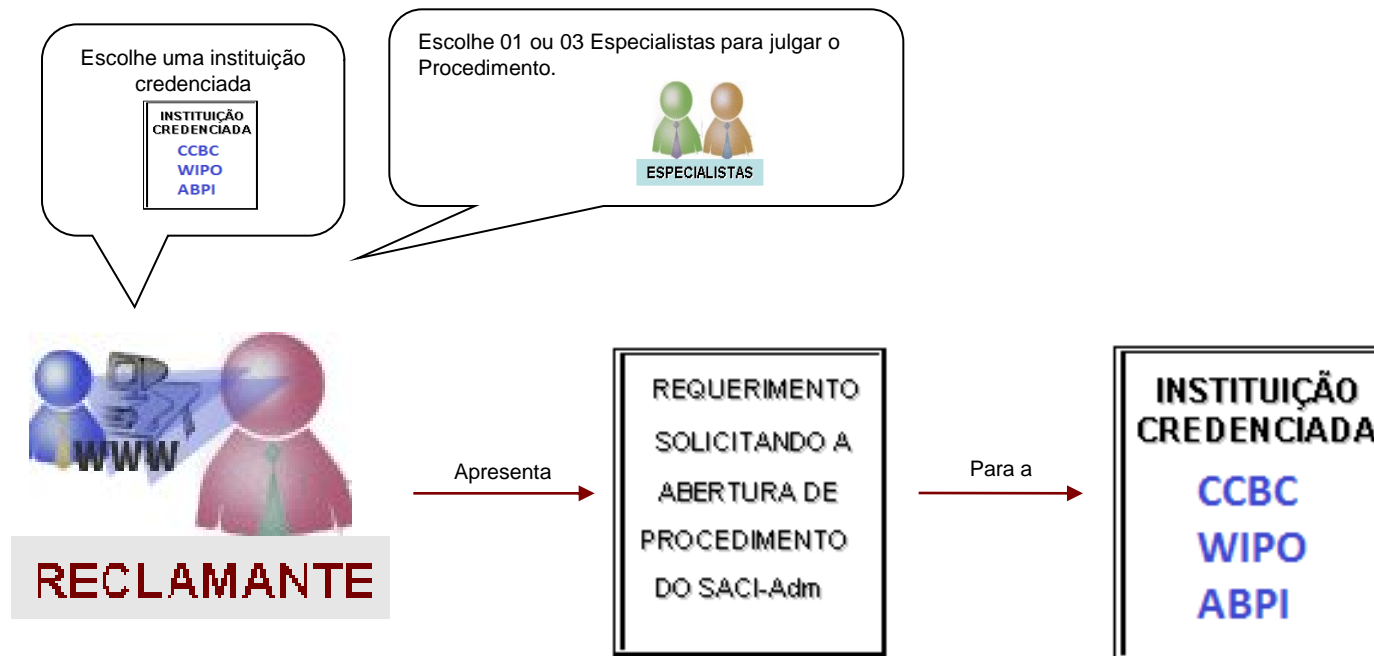 Escolhe uma instituição
credenciada
INSTITUIÇÃO
CREDENCIADA
CCBC
WIPO
ABPI
Escolhe 01 ou 03 Especialistas para julgar o
Procedimento.
ESPECIALISTAS
WWW
RECLAMANTE
Apresenta
REQUERIMENTO
SOLICITANDO A
ABERTURA DE
PROCEDIMENTO
DO SACI-Adm
Para a
INSTITUIÇÃO
CREDENCIADA
CCBC
WIPO
ABPI